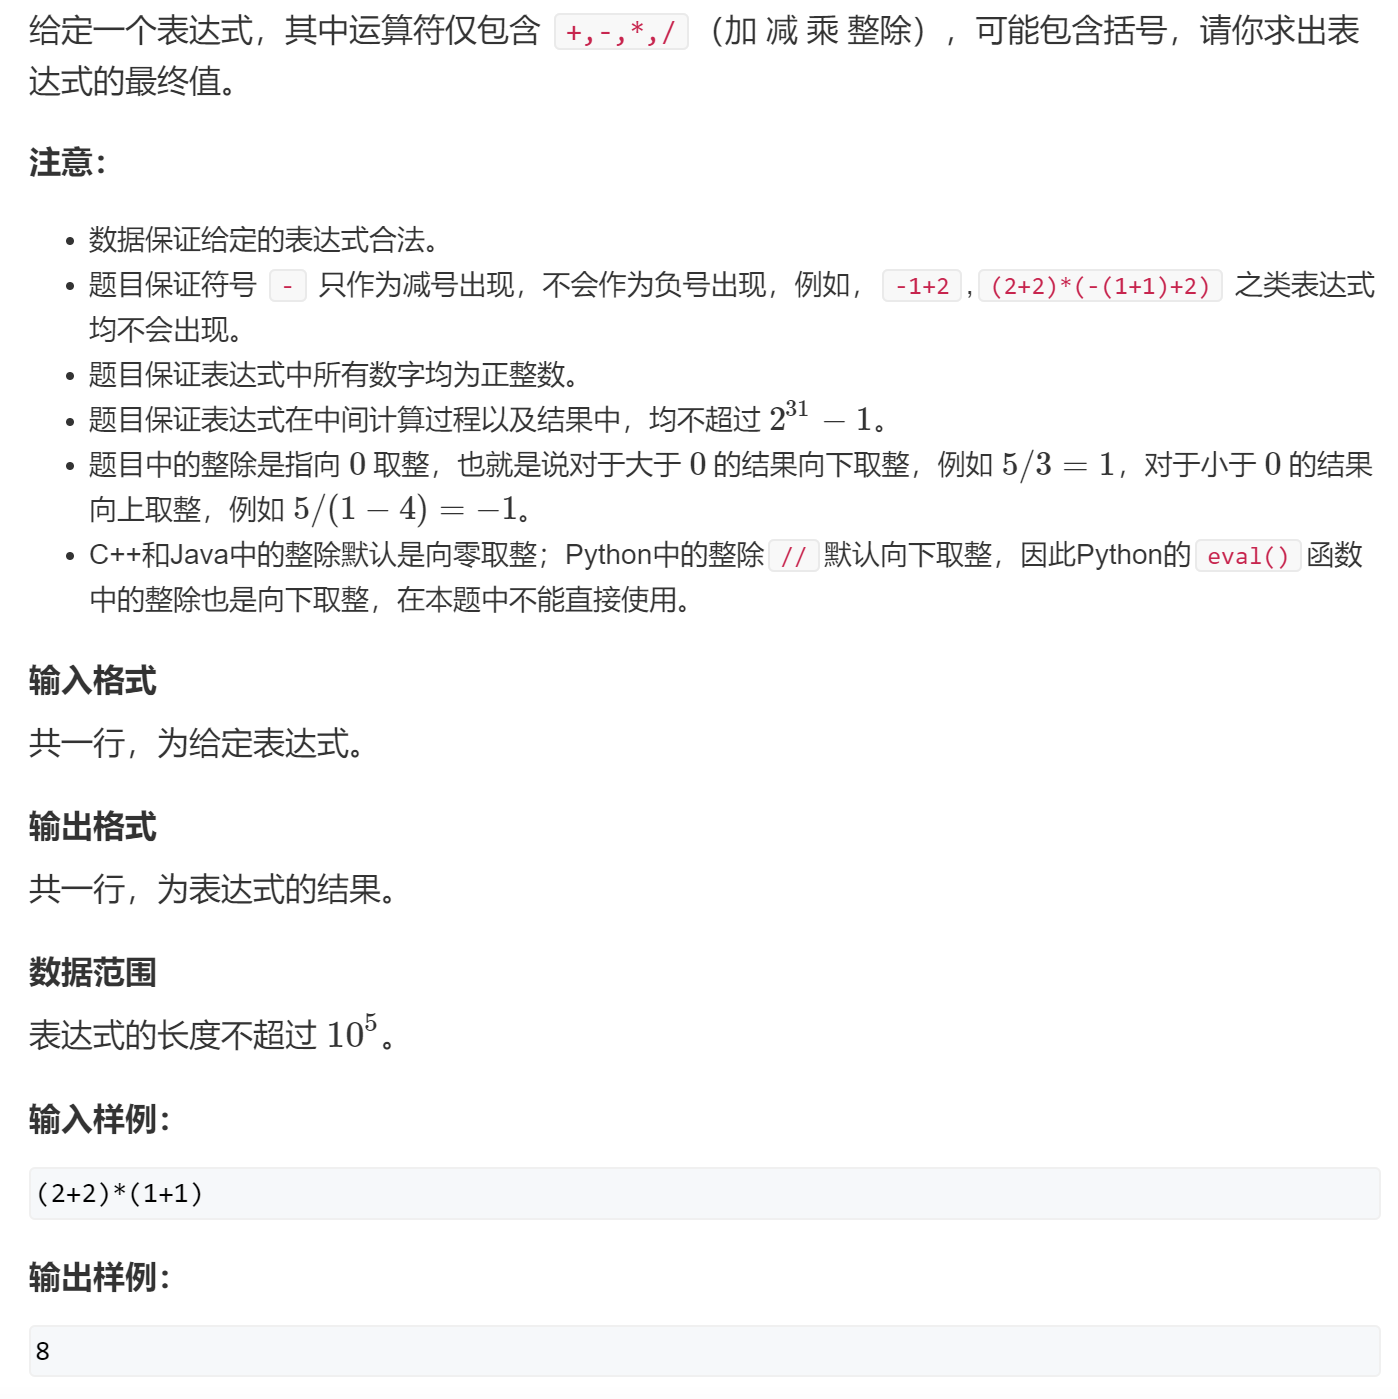 给定一个表达式，其中运算符仅包含 +,-,*,/（加 减 乘 整除），可能包含括号，请你求出表
达式的最终值。
注意：
• 数据保证给定的表达式合法。
• 题目保证符号 - 只作为减号出现，不会作为负号出现，例如， -1+2 , (2+2)*(-(1+1)+2) 之类表达式
均不会出现。
• 题目保证表达式中所有数字均为正整数。
• 题目保证表达式在中间计算过程以及结果中，均不超过 2^{31} − 1。
• 题目中的整除是指向 0 取整，也就是说对于大于 0 的结果向下取整，例如 5/3 = 1，对于小于 0 的结果
向上取整，例如 5/(1 − 4) = −1。
• C++和Java中的整除默认是向零取整；Python中的整除 // 默认向下取整，因此Python的 eval() 函数
中的整除也是向下取整，在本题中不能直接使用。
输入格式
共一行，为给定表达式。
输出格式
共一行，为表达式的结果。
数据范围
表达式的长度不超过 10^5。
输入样例：
(2+2)*(1+1)
输出样例：
8